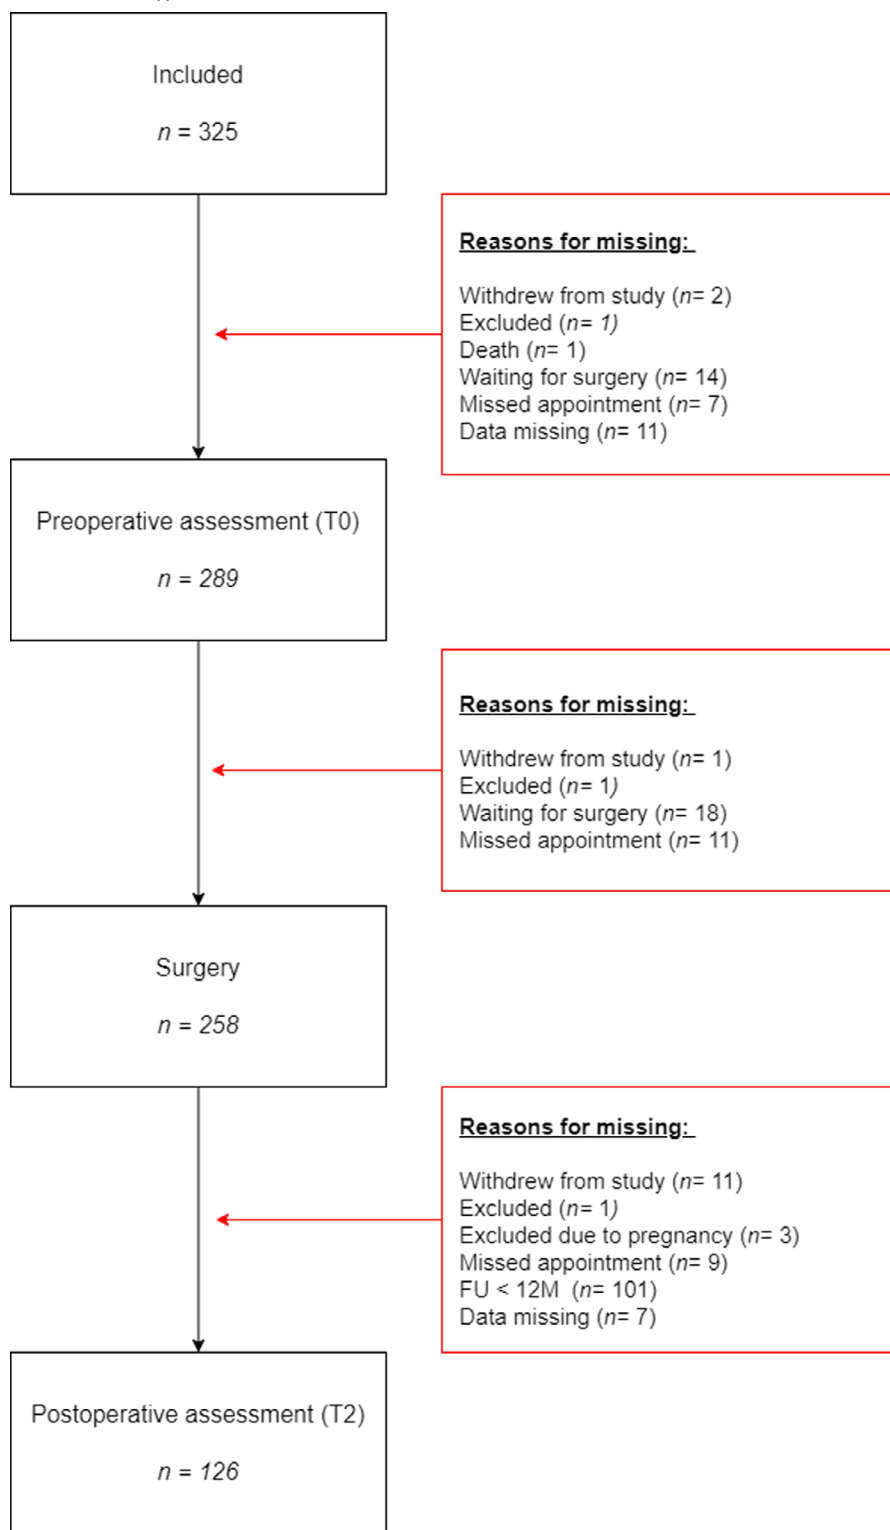 Included
n = 325
Reasons for missing:
Withdrew from study (n= 2)
Excluded (n= 1)
Death (n= 1)
Waiting for surgery (n= 14)
Missed appointment (n= 7)
Data missing (n= 11)
Preoperative assessment (T0)
n = 289
Reasons for missing:
Withdrew from study (n= 1)
Excluded (n= 1)
Waiting for surgery (n= 18)
Missed appointment (n= 11)
Surgery
n = 258
Reasons for missing:
Withdrew from study (n= 11)
Excluded (n= 1)
Excluded due to pregnancy (n= 3)
Missed appointment (n= 9)
FU < 12M (n= 101)
Data missing (n= 7)
Postoperative assessment (T2)
n = 126